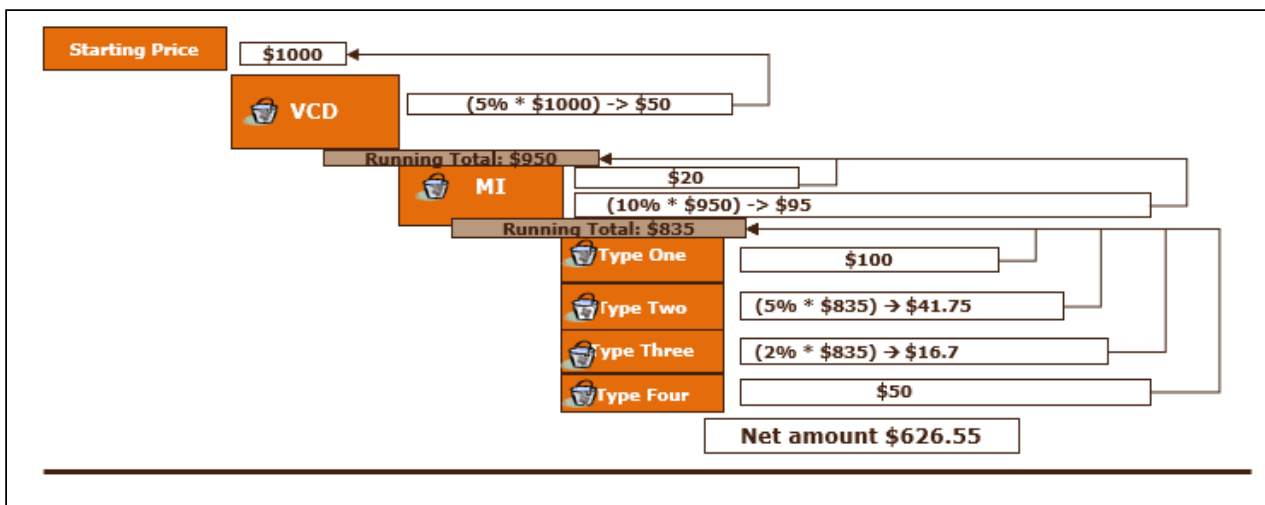 Starting Price
$1000
VCD
(5% * $1000) -> $50
Running Total: $950
MI
$20
(10% * $950) -> $95
Running Total: $835
Type One
$100
Type Two
(5% * $835) → $41.75
Type Three
(2% * $835) → $16.7
Type Four
$50
Net amount $626.55